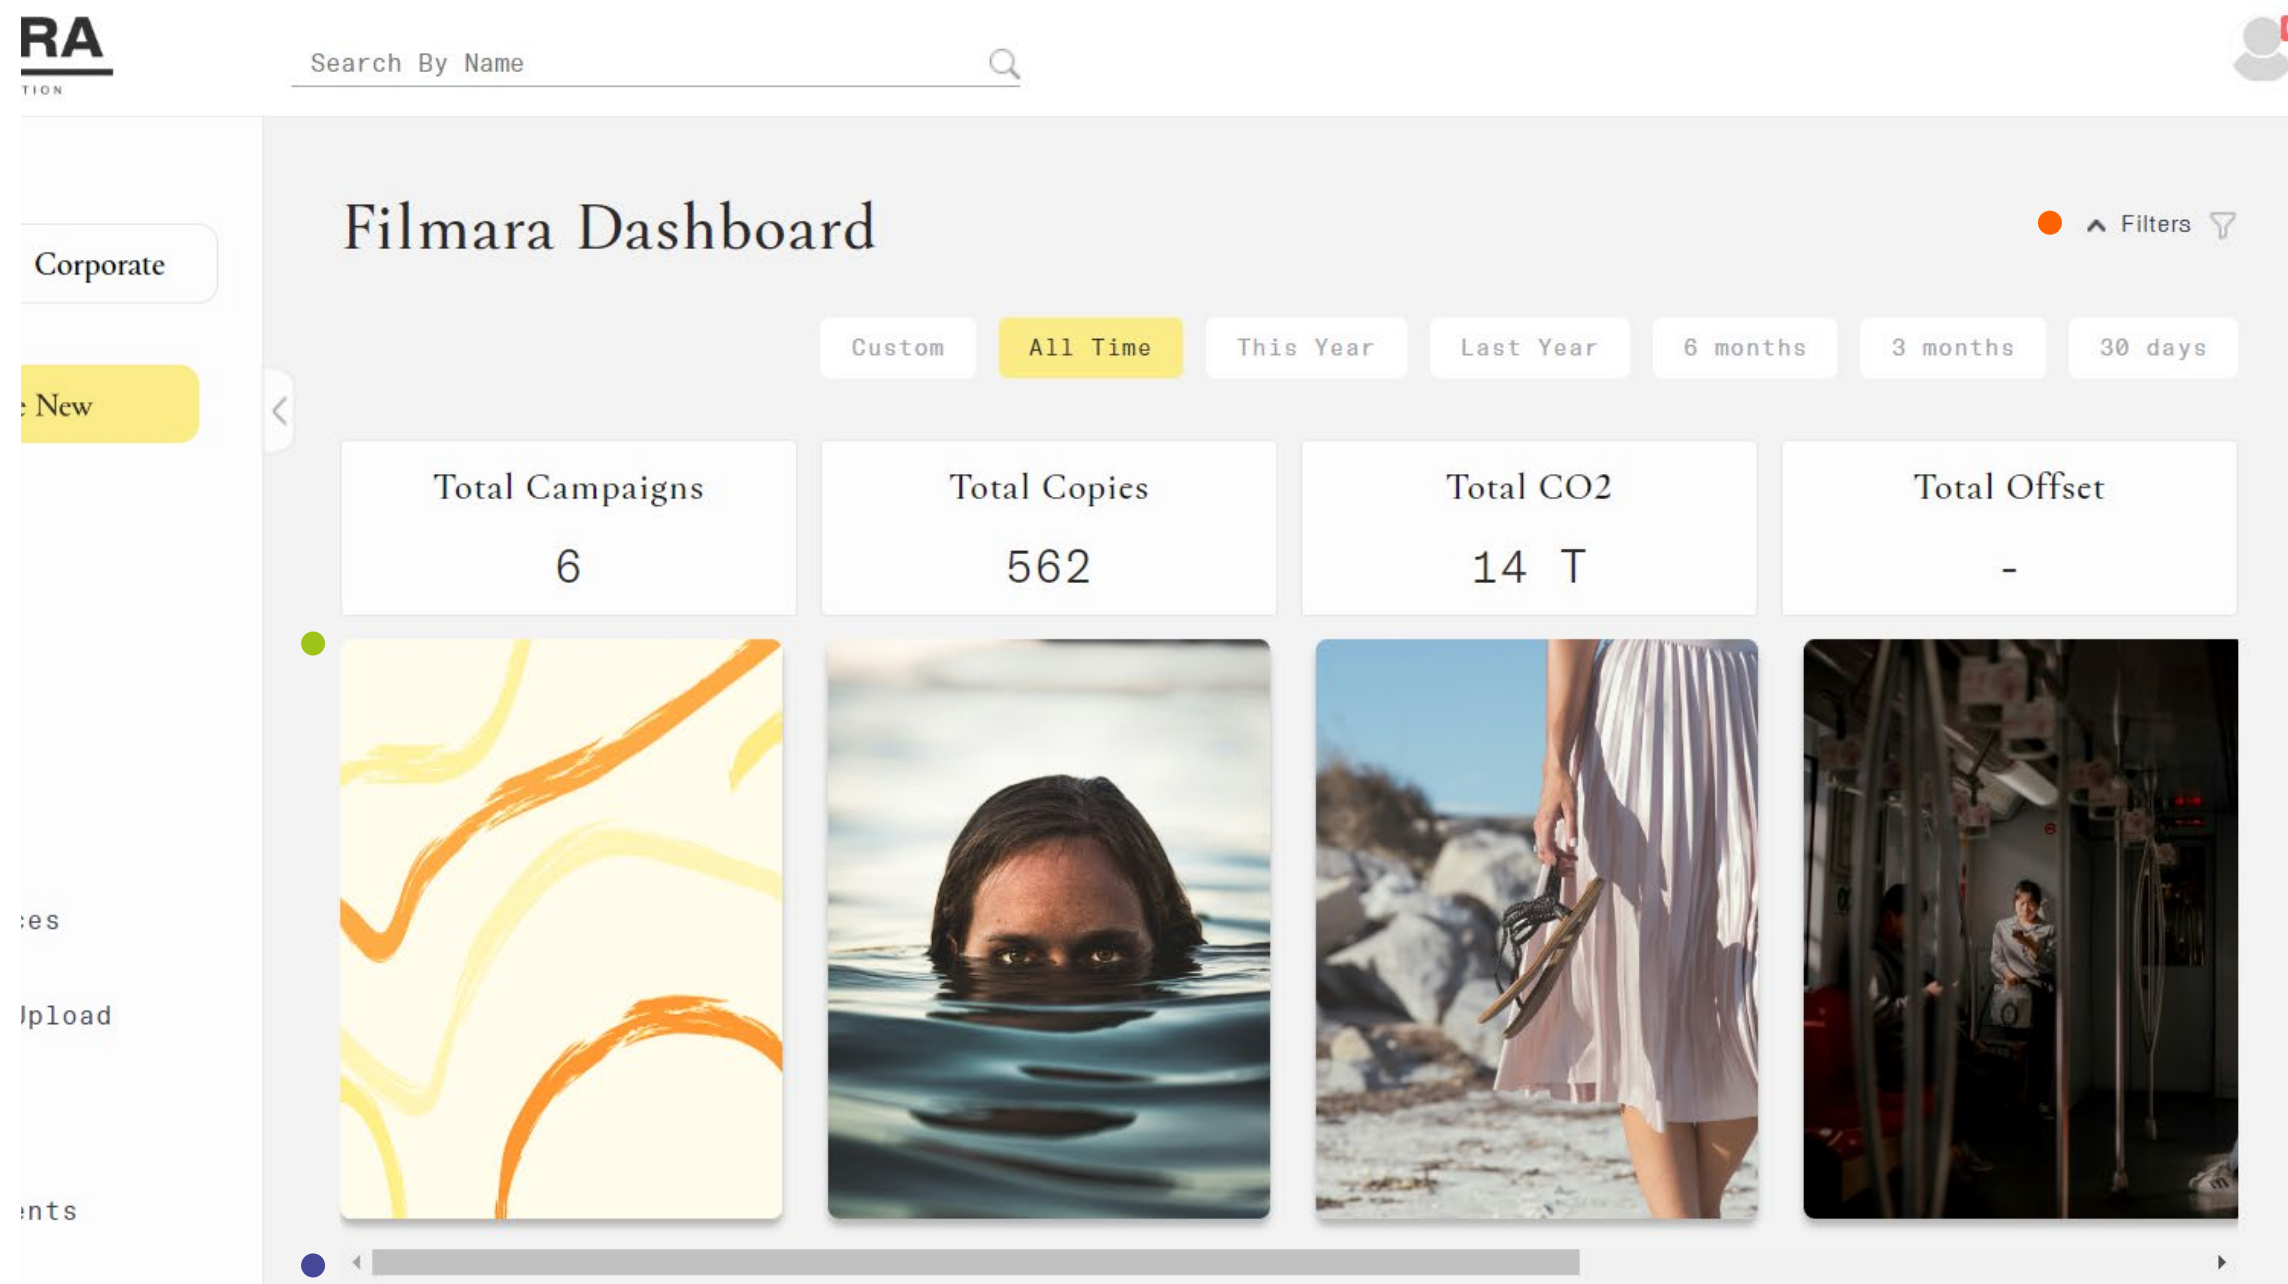 RA
TION
Search By Name
Filmara Dashboard
Filters
Corporate
Custom
All Time
This Year
Last Year
6 months
3 months
30 days
New
Total Campaigns
Total Copies
Total CO2
Total Offset
6
562
14 T
-
es
pload
nts